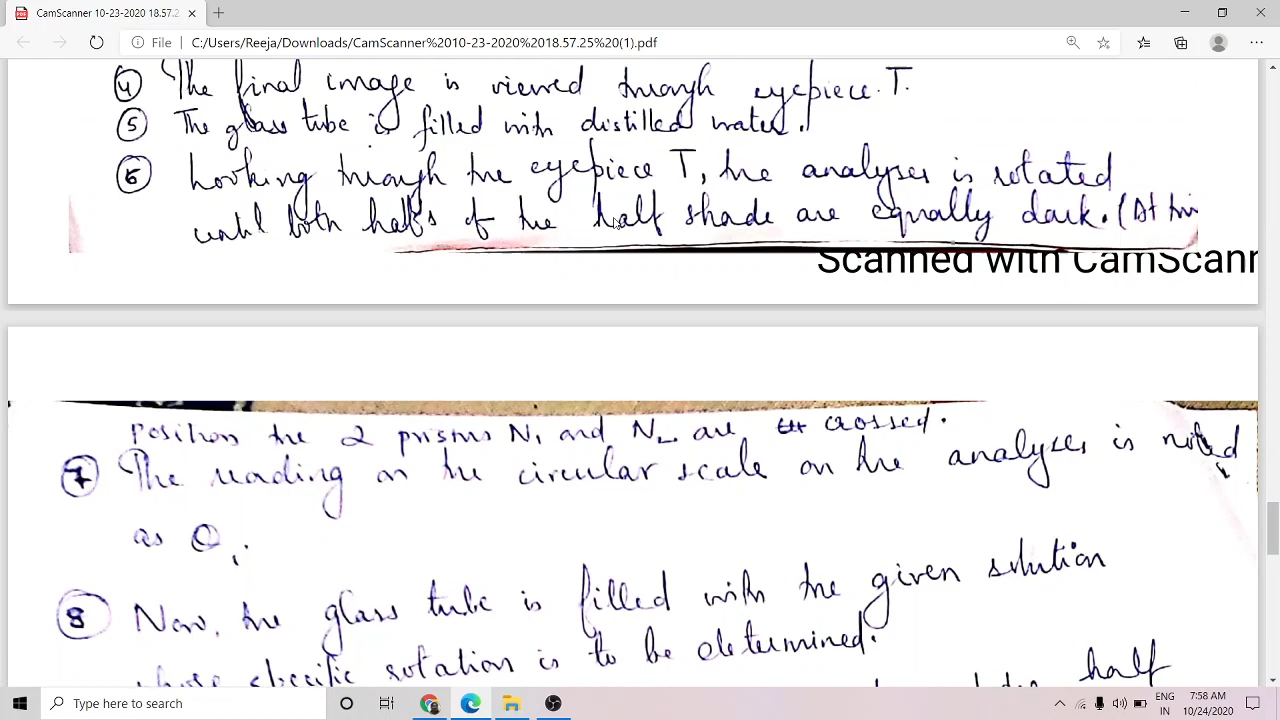 CamScanner 10-23-2020 18.57.2
File
C:/Users/Reeja/Downloads/CamScanner%2010-23-2020%2018.57.25%20(1).pdf
4 The final image is viewed through eyepiece T.
5 The glass tube is filled with distilled water.
6 Looking through the eyepiece T, the analyser is rotated
until both halfs of the half shade are equally dark. (At this
Scanned with CamScann
position the 2 prisms N1 and N2 are crossed.
7 The reading on the circular scale on the analyser is noted
as θ1.
8 Now, the glass tube is filled with the given solution
whose specific rotation is to be determined.
half
Type here to search
ENG
IN
7:58 AM
10/24/2020